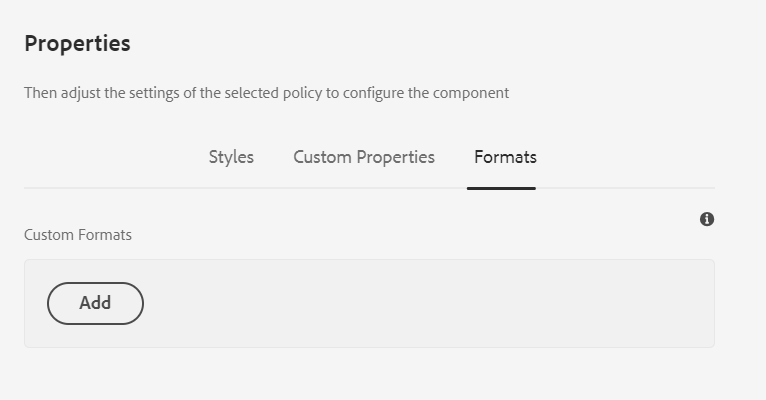 Properties
Then adjust the settings of the selected policy to configure the component
Styles Custom Properties Formats
Custom Formats
Add